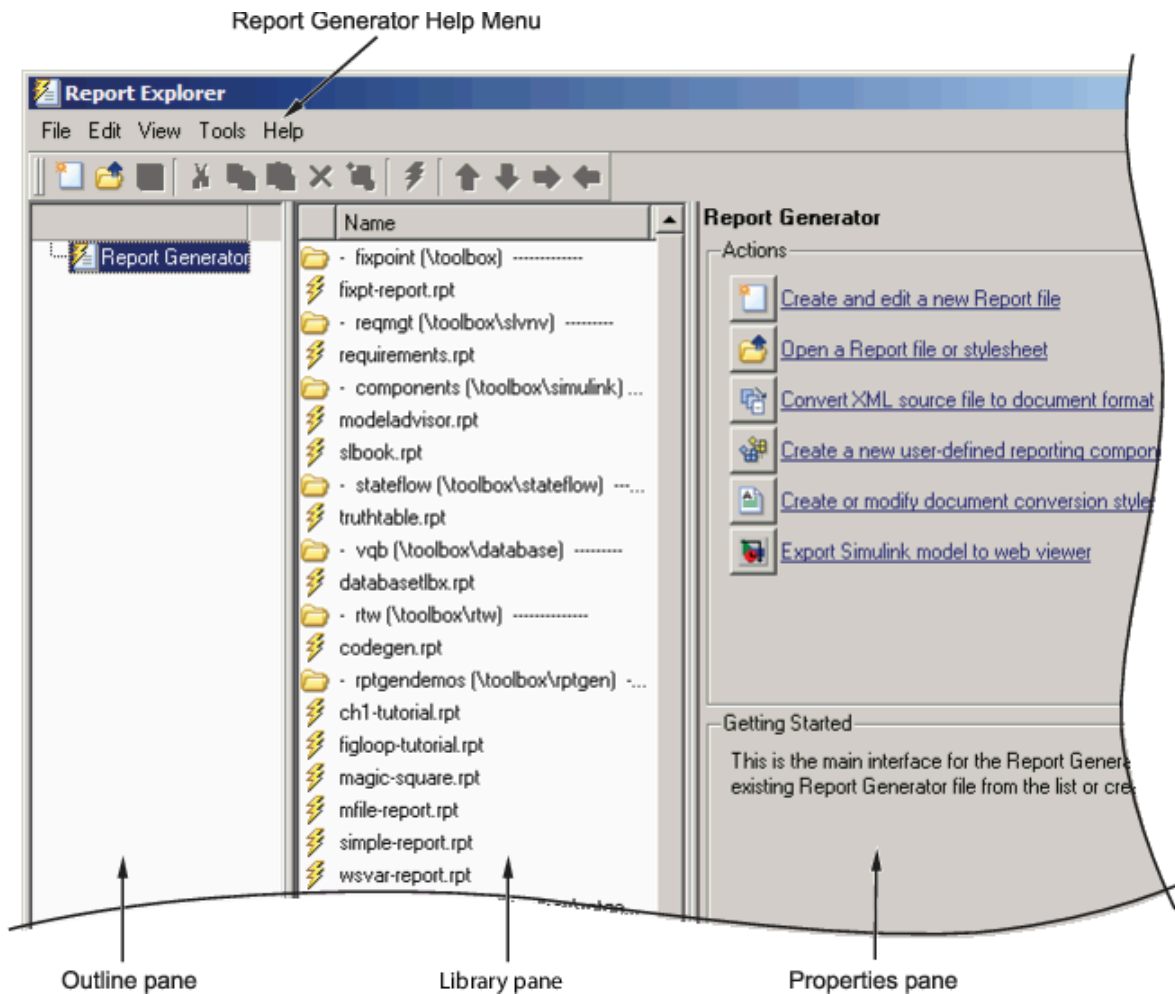 Report Generator Help Menu
Report Explorer
File Edit View Tools Help
Name
Report Generator
- fixpoint (\toolbox) -------------
fixpt-report.rpt
- reqmgt (\toolbox\slvnv) ---------
requirements.rpt
- components (\toolbox\simulink) ...
modeladvisor.rpt
slbook.rpt
- stateflow (\toolbox\stateflow) ---...
truthtable.rpt
- vqb (\toolbox\database) ---------
databasetlbx.rpt
- rtw (\toolbox\rtw) --------------
codegen.rpt
- rptgendemos (\toolbox\rptgen) -...
ch1-tutorial.rpt
figloop-tutorial.rpt
magic-square.rpt
mfile-report.rpt
simple-report.rpt
wsvar-report.rpt
Report Generator
Actions
Create and edit a new Report file
Open a Report file or stylesheet
Convert XML source file to document format
Create a new user-defined reporting compon
Create or modify document conversion style
Export Simulink model to web viewer
Getting Started
This is the main interface for the Report Genera
existing Report Generator file from the list or cre
Outline pane
Library pane
Properties pane